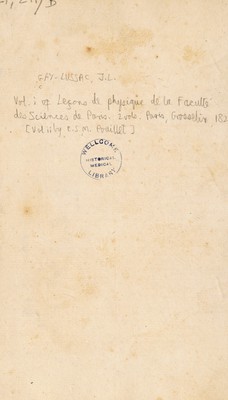 GAY-LUSSAC, J.L.
Vol. i of Leçons de physique de la Faculté
des Sciences de Paris. 2 vols. Paris, Grosselin 182
[Vol ii by C.S.M. Pouillet]
WELLCOME
HISTORICAL
MEDICAL
LIBRARY